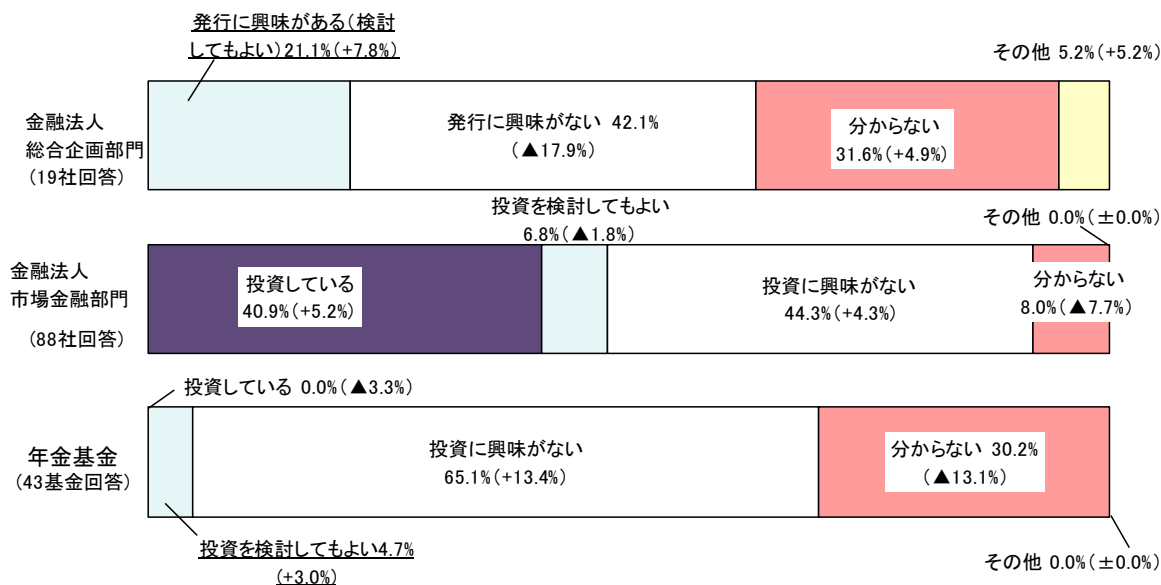 発行に興味がある(検討
してもよい)21.1%(+7.8%)
その他 5.2%(+5.2%)
金融法人
総合企画部門
(19社回答)
発行に興味がない 42.1%
(▲17.9%)
分からない
31.6%(+4.9%)
投資を検討してもよい
6.8%(▲1.8%)
その他 0.0%(±0.0%)
金融法人
市場金融部門
(88社回答)
投資している
40.9%(+5.2%)
投資に興味がない
44.3%(+4.3%)
分からない
8.0%(▲7.7%)
投資している 0.0%(▲3.3%)
年金基金
(43基金回答)
投資に興味がない
65.1%(+13.4%)
分からない 30.2%
(▲13.1%)
投資を検討してもよい4.7%
(+3.0%)
その他 0.0%(±0.0%)